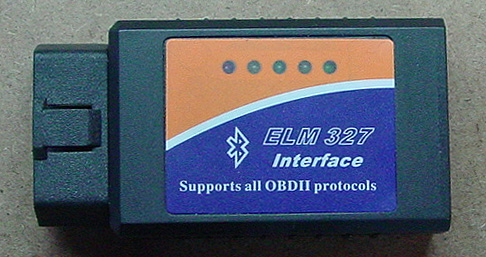 ELM 327
Interface
Supports all OBDII protocols